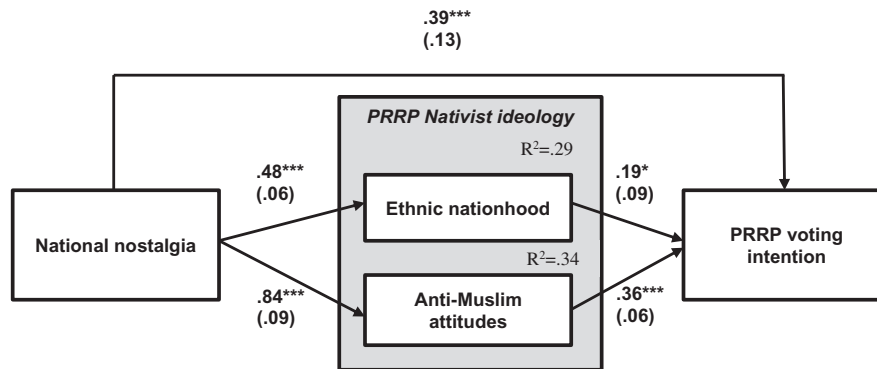 .39***
(.13)
PRRP Nativist ideology
R²=.29
.48***
(.06)
.19*
(.09)
Ethnic nationhood
National nostalgia
PRRP voting
intention
R²=.34
.84***
(.09)
Anti-Muslim
attitudes
.36***
(.06)